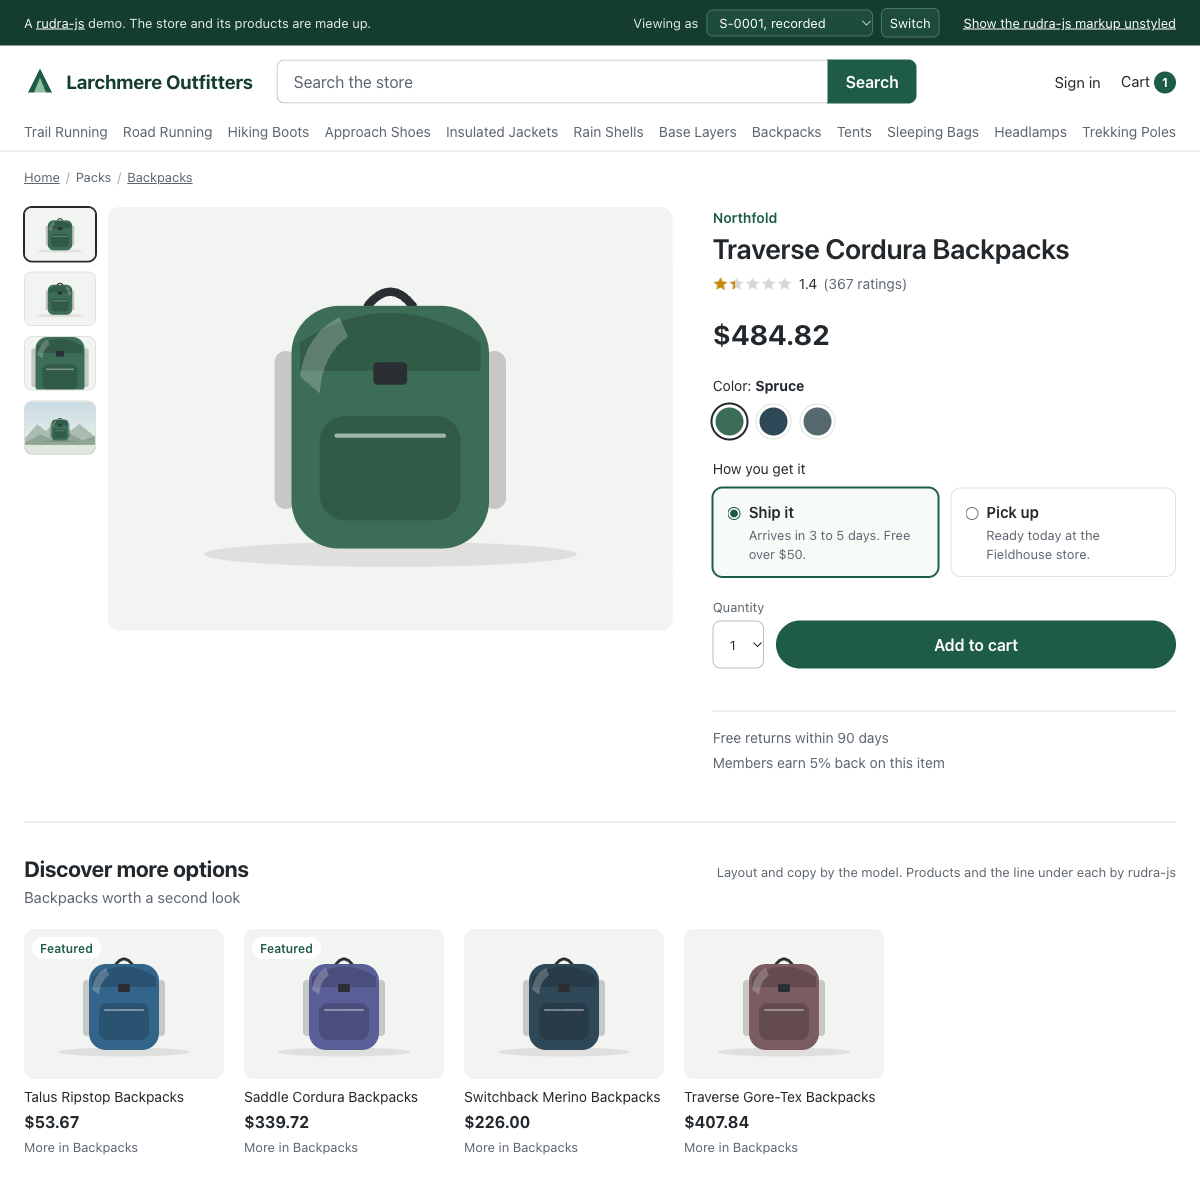 A rudra-js demo. The store and its products are made up.
Viewing as S-0001, recorded Switch Show the rudra-js markup unstyled
Larchmere Outfitters
Search the store Search
Sign in Cart 1
Trail Running Road Running Hiking Boots Approach Shoes Insulated Jackets Rain Shells Base Layers Backpacks Tents Sleeping Bags Headlamps Trekking Poles
Home / Packs / Backpacks
Northfold
Traverse Cordura Backpacks
1.4 (367 ratings)
$484.82
Color: Spruce
How you get it
Ship it
Arrives in 3 to 5 days. Free
over $50.
Pick up
Ready today at the
Fieldhouse store.
Quantity
1 Add to cart
Free returns within 90 days
Members earn 5% back on this item
Discover more options
Backpacks worth a second look
Layout and copy by the model. Products and the line under each by rudra-js
Featured
Talus Ripstop Backpacks
$53.67
More in Backpacks
Featured
Saddle Cordura Backpacks
$339.72
More in Backpacks
Switchback Merino Backpacks
$226.00
More in Backpacks
Traverse Gore-Tex Backpacks
$407.84
More in Backpacks